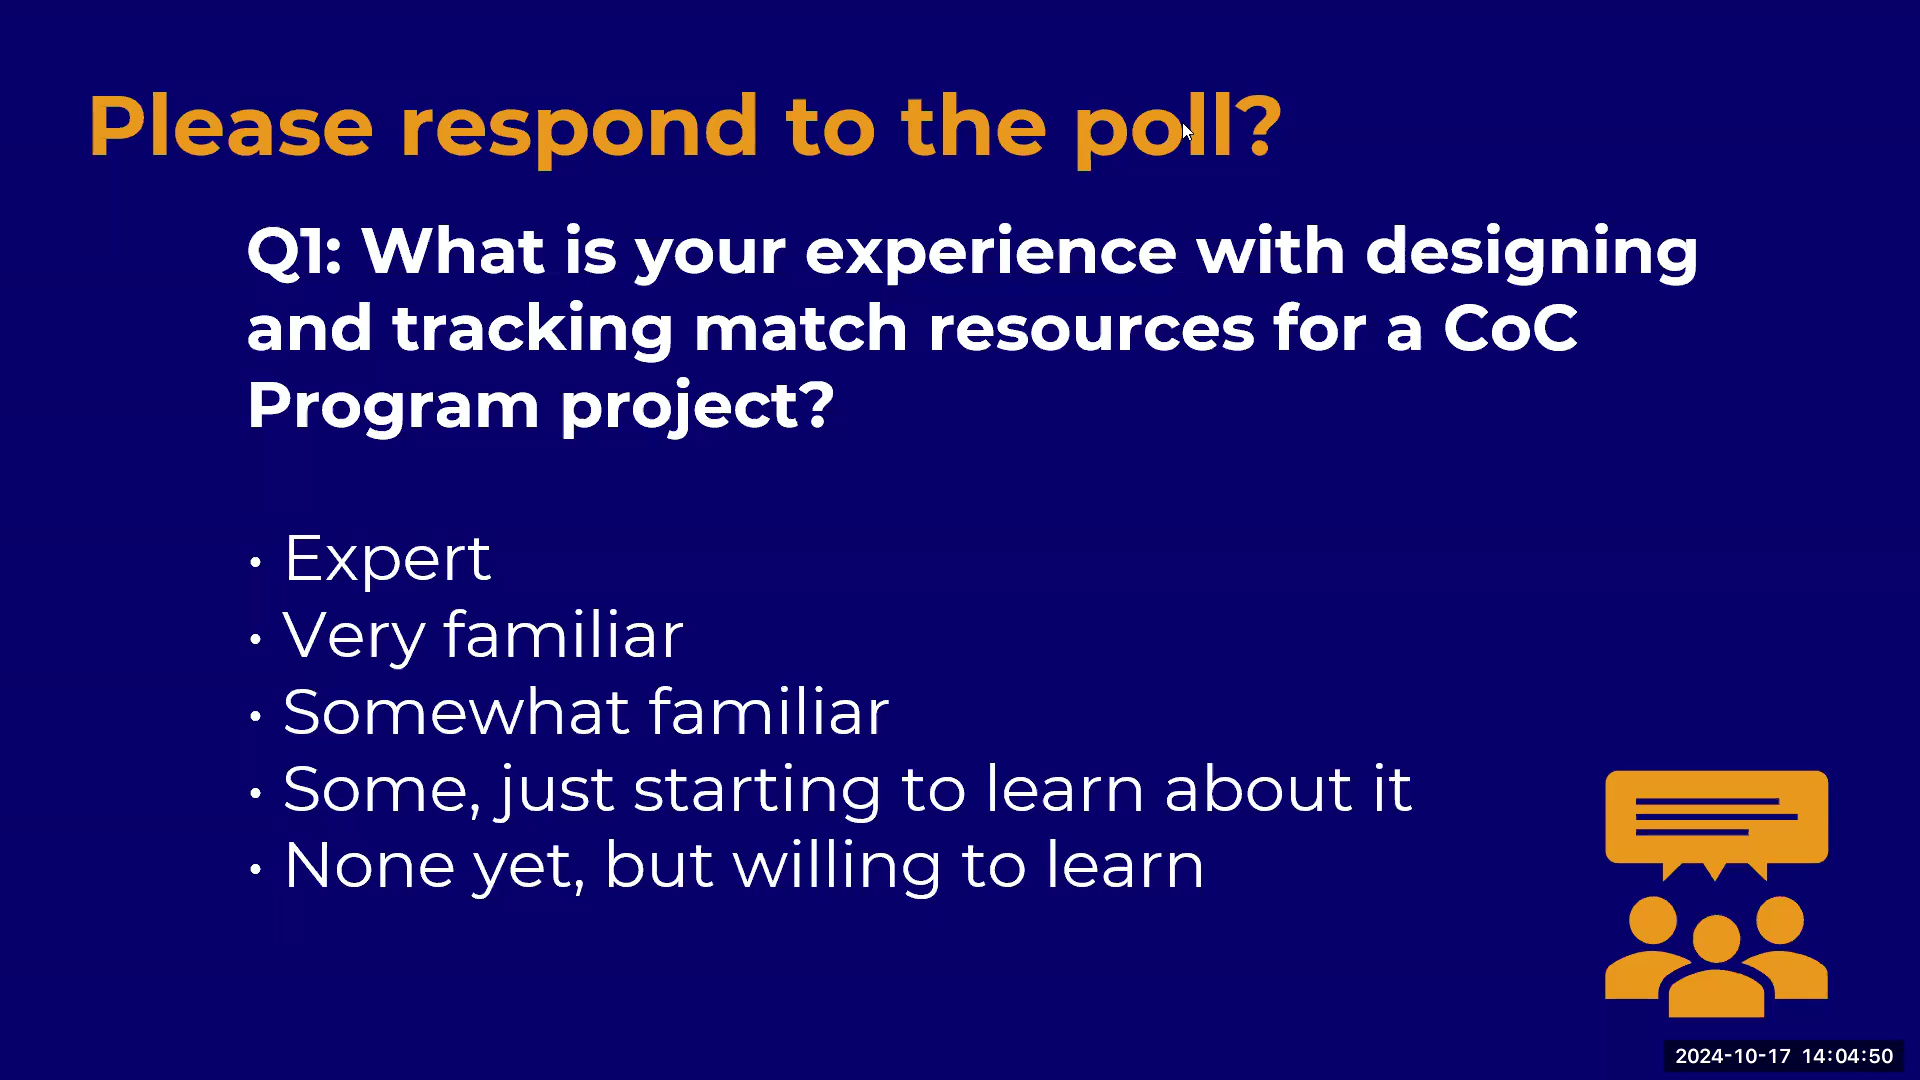 Please respond to the poll?
Q1: What is your experience with designing
and tracking match resources for a CoC
Program project?
• Expert
• Very familiar
• Somewhat familiar
• Some, just starting to learn about it
• None yet, but willing to learn
2024-10-17 14:04:50